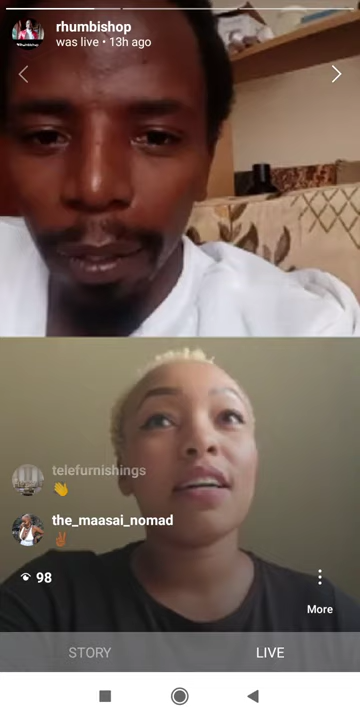 rhumbishop
was live • 13h ago
telefurnishings
👋
the_maasai_nomad
✌🏾
98
More
STORY
LIVE